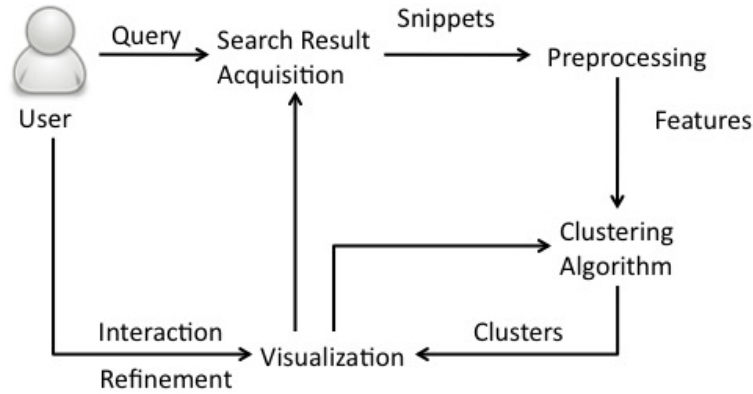 Query
Search Result
Acquisition
Snippets
Preprocessing
User
Features
Clustering
Algorithm
Interaction
Refinement
Visualization
Clusters